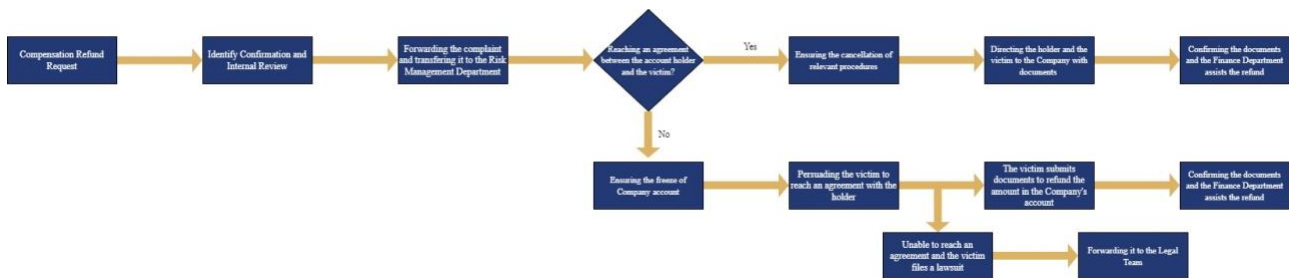 Compensation Refund
Request
Identify Confirmation and
Internal Review
Forwarding the complaint
and transfering it to the Risk
Management Department
Reaching an agreement
between the account holder
and the victim?
Yes
Ensuring the cancellation of
relevant procedures
Directing the holder and the
victim to the Company with
documents
Confirming the documents
and the Finance Department
assists the refund
No
Ensuring the freeze of
Company account
Persuading the victim to
reach an agreement with the
holder
The victim submits
documents to refund the
amount in the Company's
account
Confirming the documents
and the Finance Department
assists the refund
Unable to reach an
agreement and the victim
files a lawsuit
Forwarding it to the Legal
Team